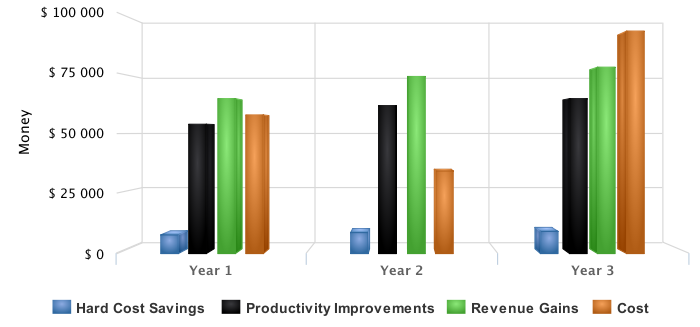 $ 100 000
$ 75 000
$ 50 000
$ 25 000
$ 0
Money
Year 1 Year 2 Year 3
Hard Cost Savings Productivity Improvements Revenue Gains Cost